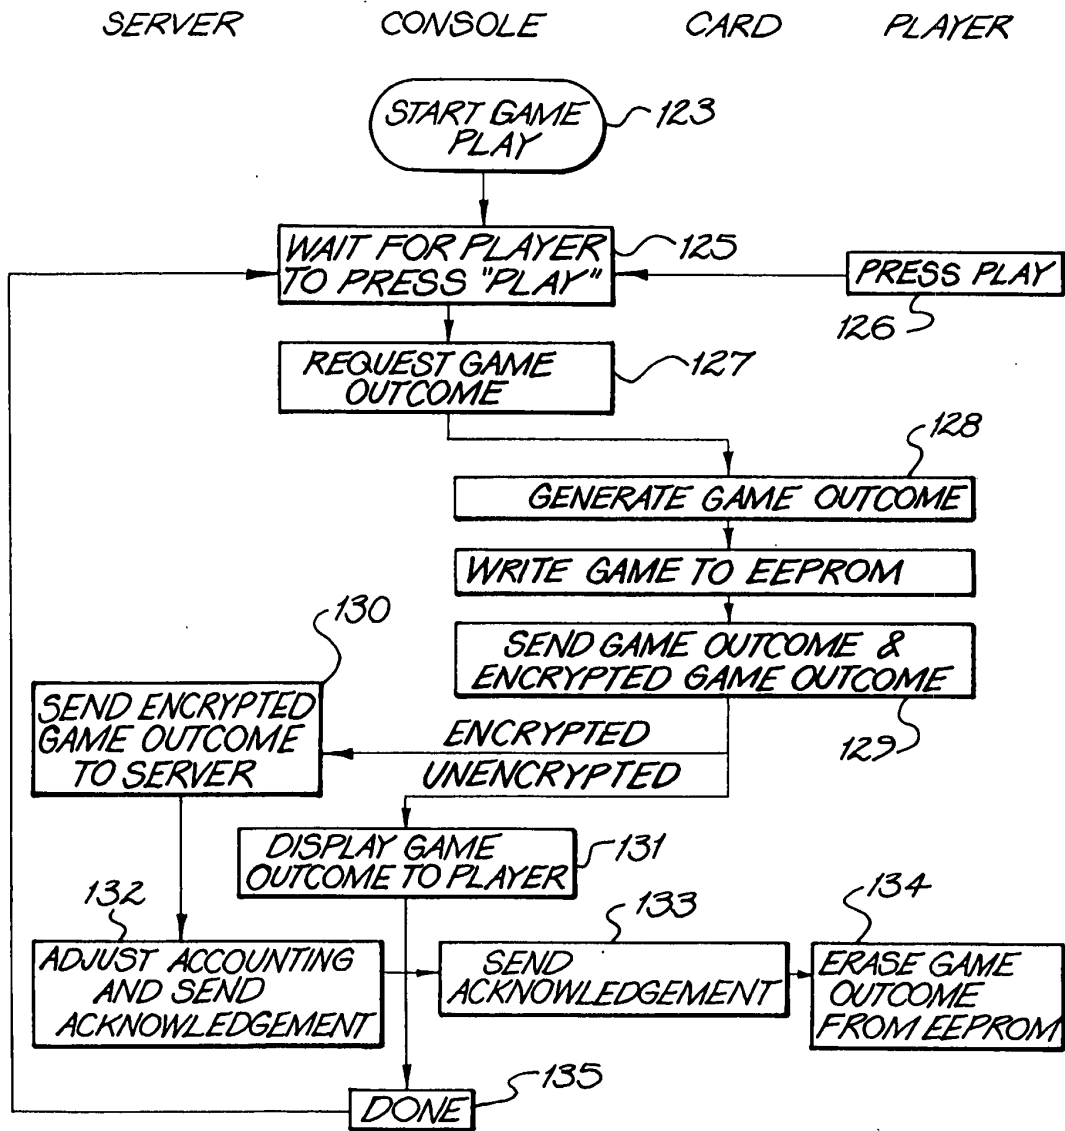 SERVER CONSOLE CARD PLAYER
START GAME
PLAY
123
WAIT FOR PLAYER
TO PRESS "PLAY"
125
PRESS PLAY
126
REQUEST GAME
OUTCOME
127
128
GENERATE GAME OUTCOME
WRITE GAME TO EEPROM
SEND GAME OUTCOME &
ENCRYPTED GAME OUTCOME
129
130
SEND ENCRYPTED
GAME OUTCOME
TO SERVER
ENCRYPTED
UNENCRYPTED
DISPLAY GAME
OUTCOME TO PLAYER
131
132
ADJUST ACCOUNTING
AND SEND
ACKNOWLEDGEMENT
133
SEND
ACKNOWLEDGEMENT
134
ERASE GAME
OUTCOME
FROM EEPROM
DONE
135